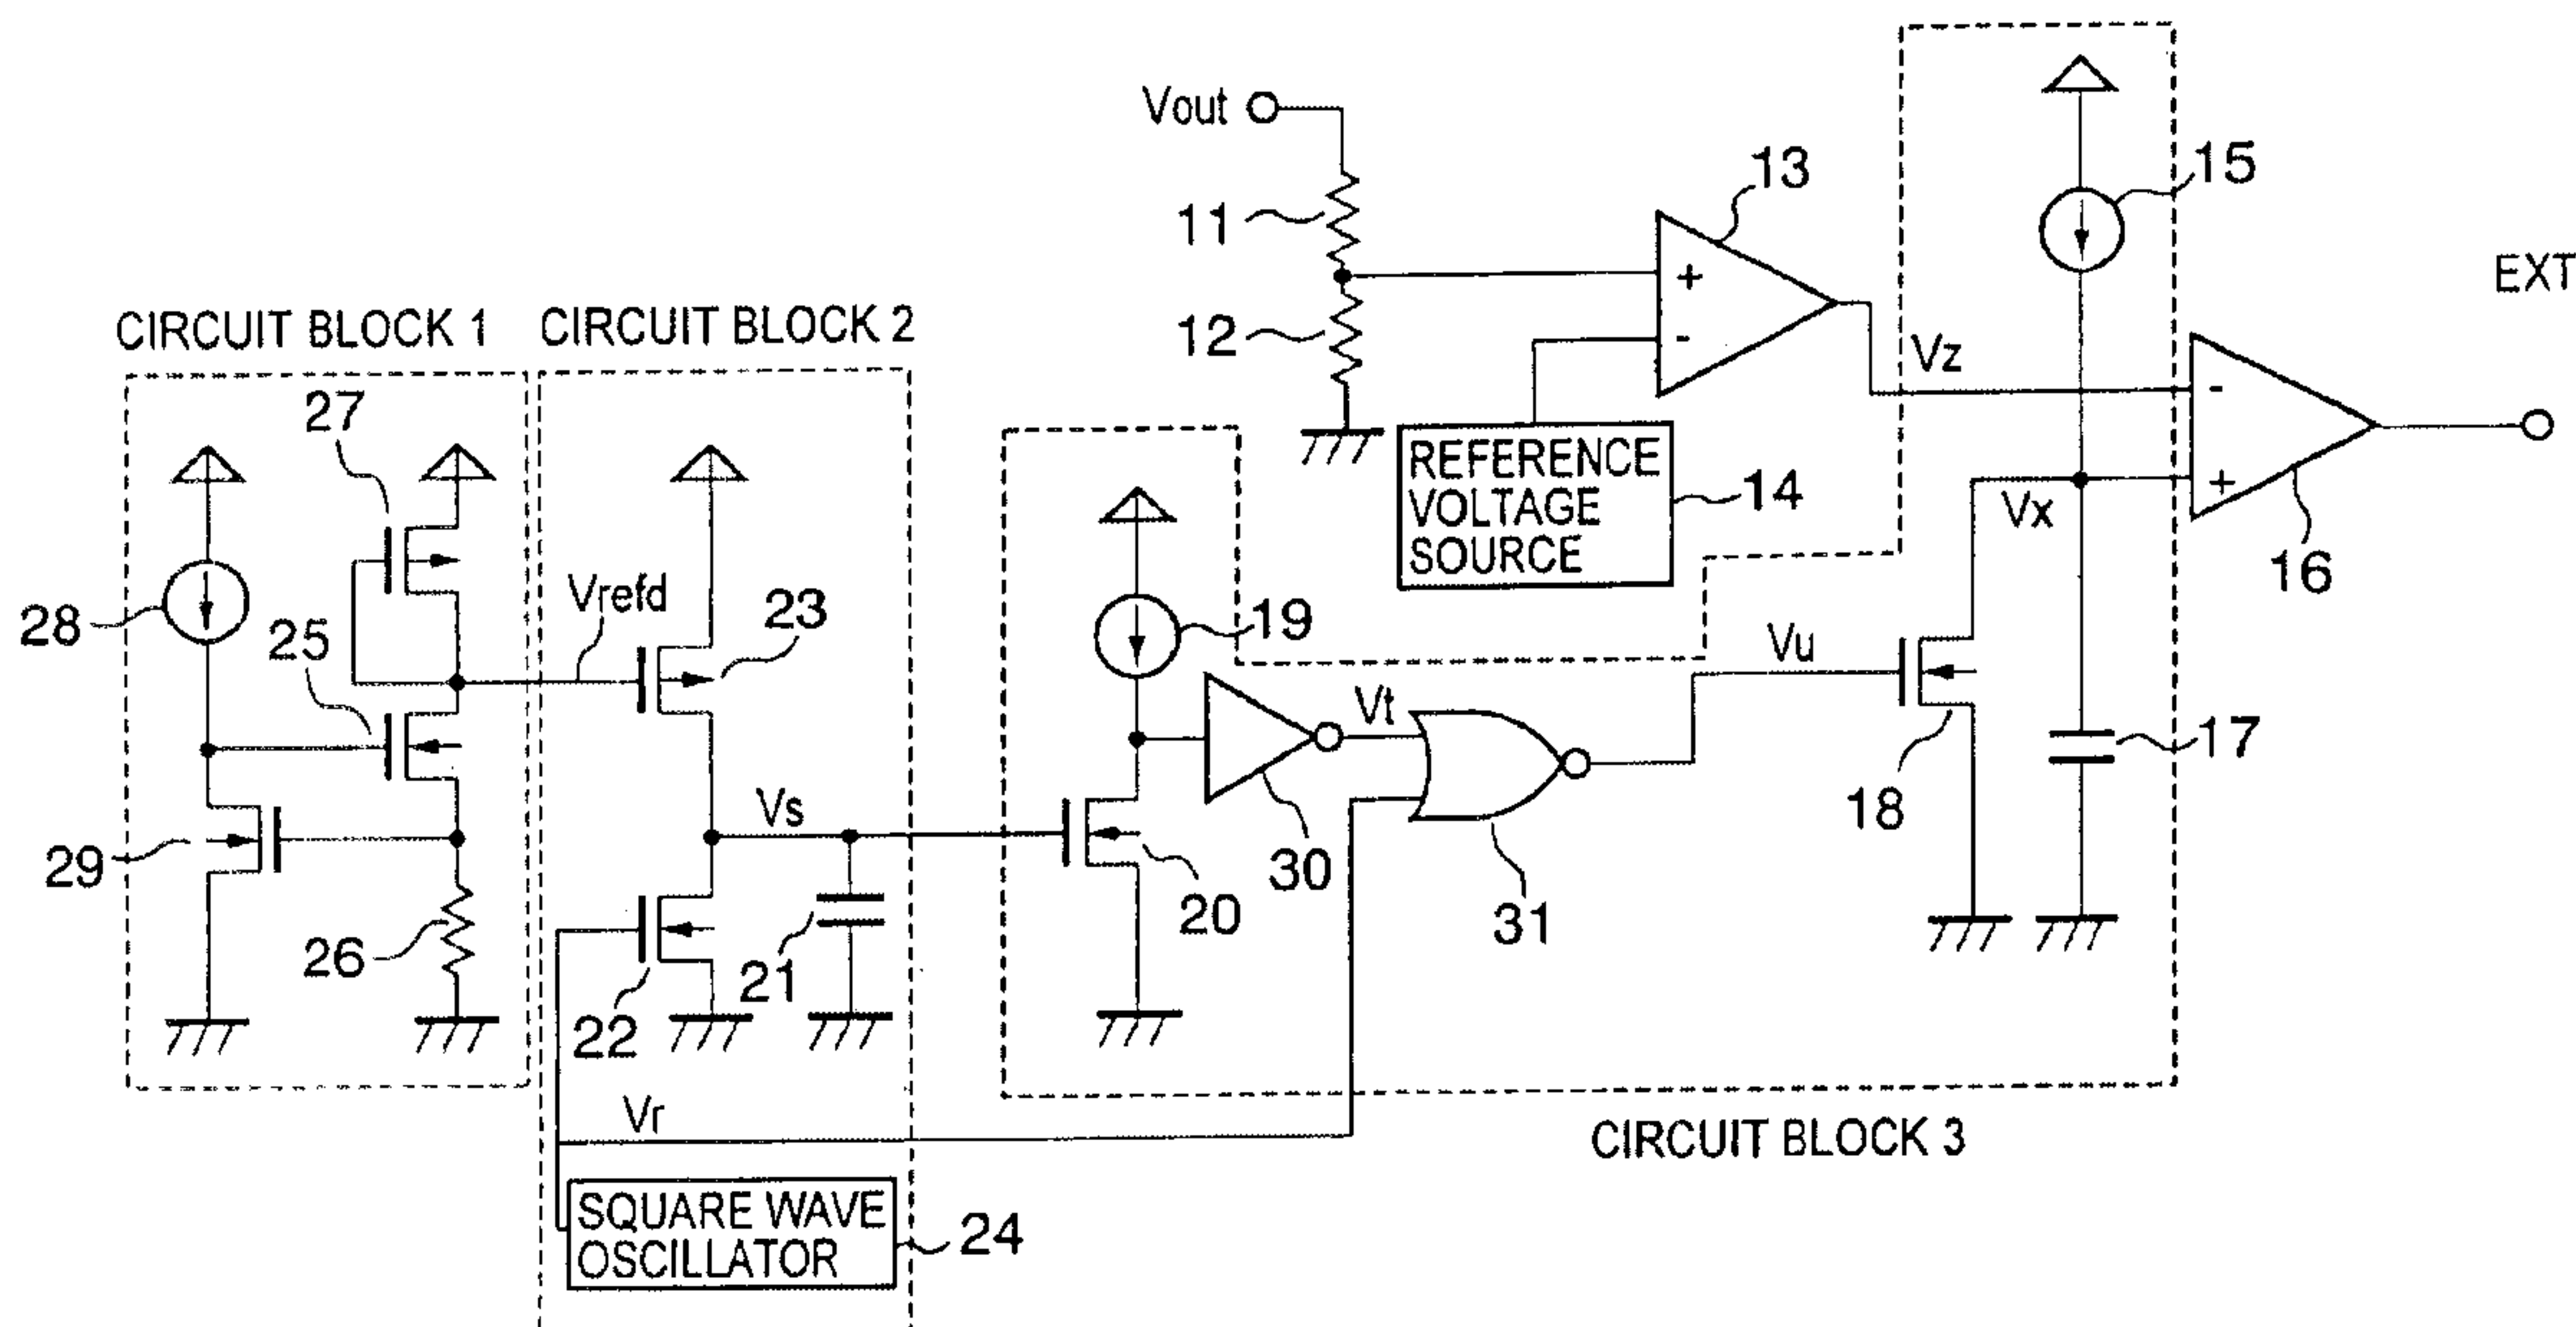 Vout
11
12
13
REFERENCE
VOLTAGE
SOURCE
14
15
Vz
EXT
Vx
16
CIRCUIT BLOCK 1
27
28
25
29
26
CIRCUIT BLOCK 2
Vrefd
23
Vs
22
21
Vr
SQUARE WAVE
OSCILLATOR
24
19
20
30
Vt
31
Vu
18
17
CIRCUIT BLOCK 3
+
-
-
+